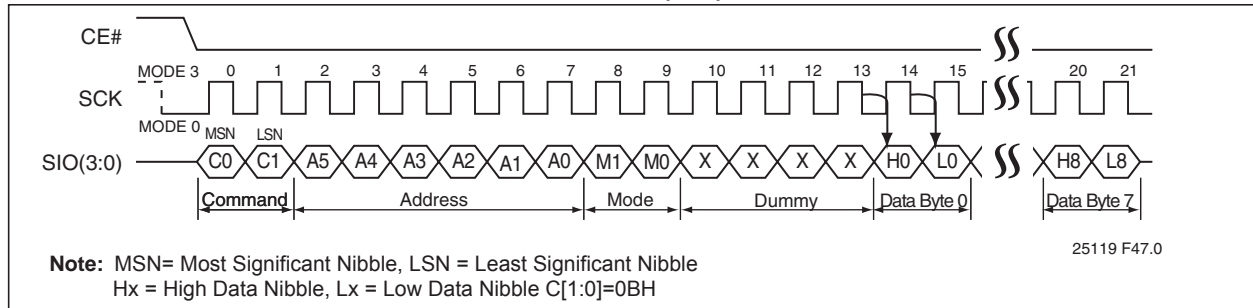 CE#
MODE 3 0 1 2 3 4 5 6 7 8 9 10 11 12 13 14 15 20 21
SCK
MODE 0
MSN LSN
SIO(3:0) C0 C1 A5 A4 A3 A2 A1 A0 M1 M0 X X X X H0 L0 H8 L8
Command Address Mode Dummy Data Byte 0 Data Byte 7
25119 F47.0
Note: MSN= Most Significant Nibble, LSN = Least Significant Nibble
Hx = High Data Nibble, Lx = Low Data Nibble C[1:0]=0BH